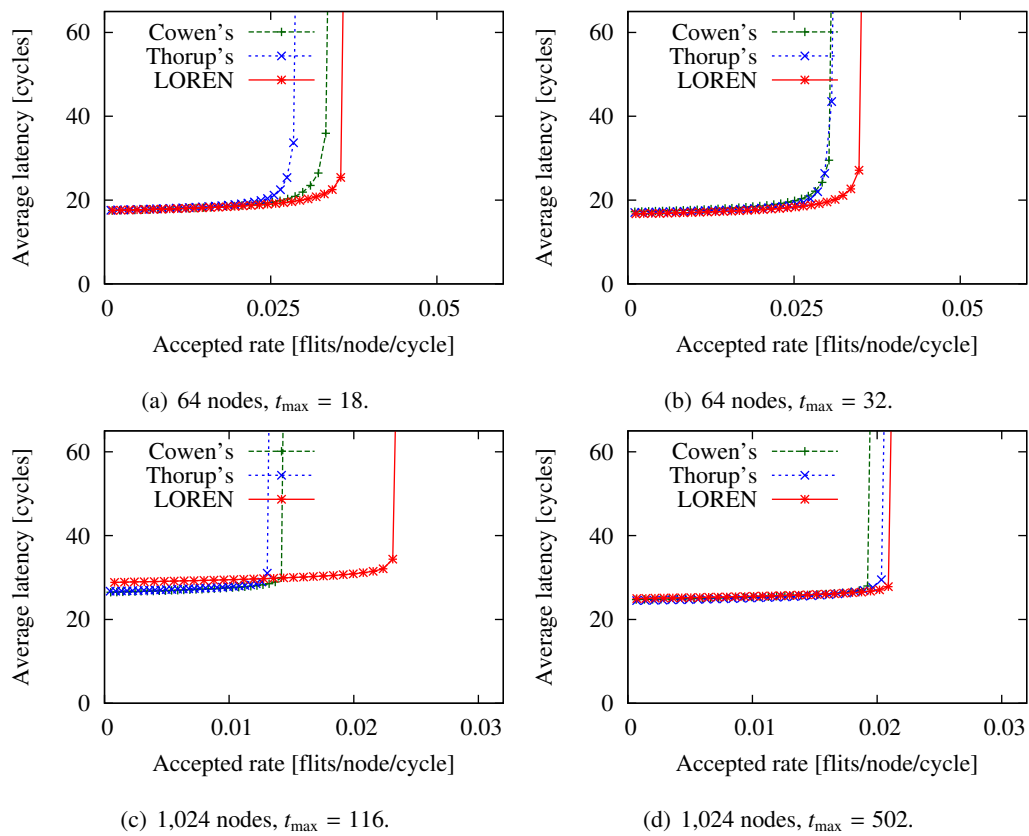 60
40
20
0
0
0.025
0.05
Average latency [cycles]
Accepted rate [flits/node/cycle]
Cowen's
Thorup's
LOREN
(a) 64 nodes, t_max = 18.
60
40
20
0
0
0.025
0.05
Average latency [cycles]
Accepted rate [flits/node/cycle]
Cowen's
Thorup's
LOREN
(b) 64 nodes, t_max = 32.
60
40
20
0
0
0.01
0.02
0.03
Average latency [cycles]
Accepted rate [flits/node/cycle]
Cowen's
Thorup's
LOREN
(c) 1,024 nodes, t_max = 116.
60
40
20
0
0
0.01
0.02
0.03
Average latency [cycles]
Accepted rate [flits/node/cycle]
Cowen's
Thorup's
LOREN
(d) 1,024 nodes, t_max = 502.